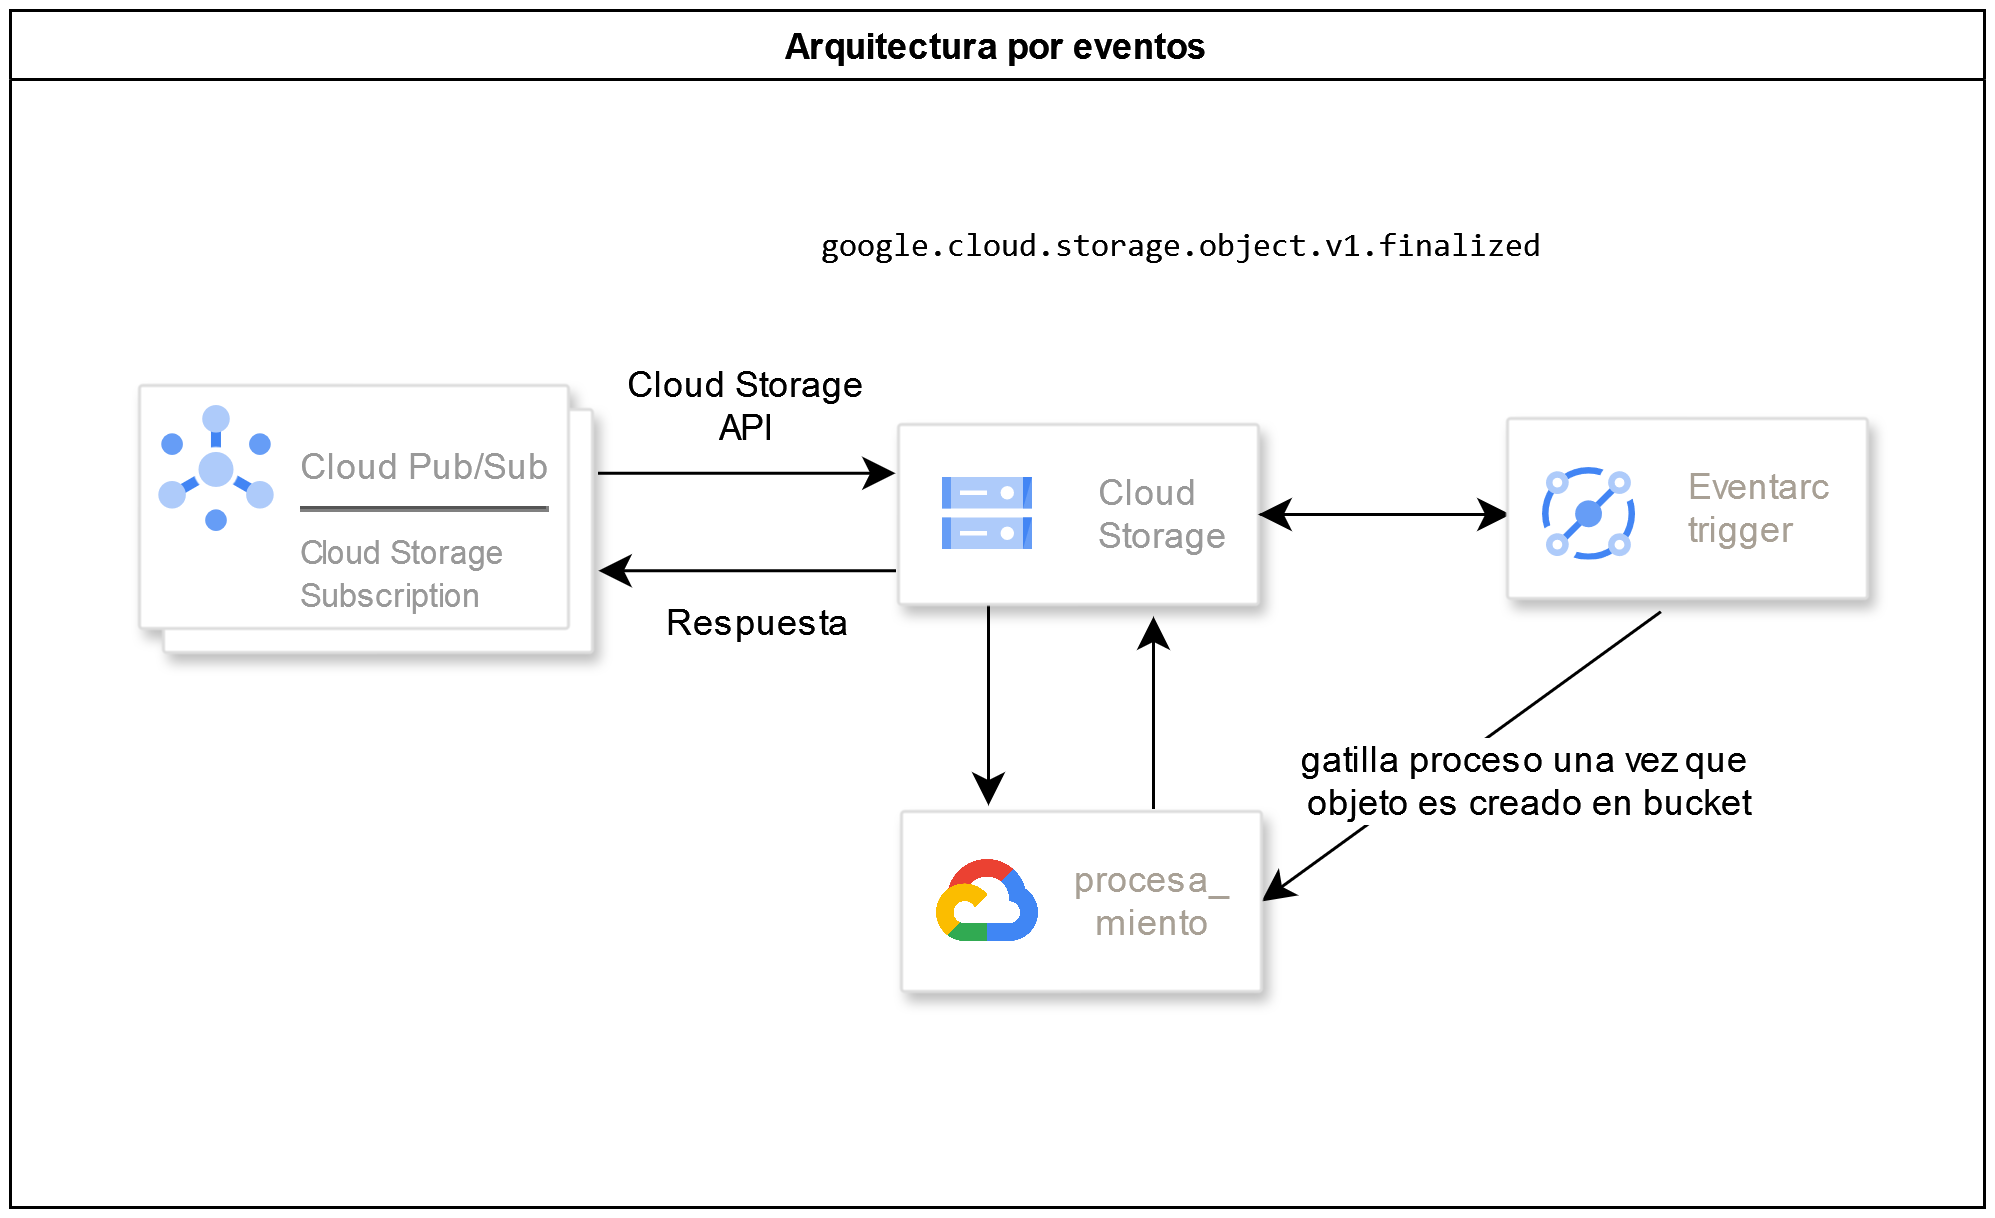 Arquitectura por eventos
google.cloud.storage.object.v1.finalized
Cloud Storage
API
Cloud Pub/Sub
Cloud Storage
Subscription
Respuesta
Cloud
Storage
Eventarc
trigger
gatilla proceso una vez que
objeto es creado en bucket
procesa_
miento